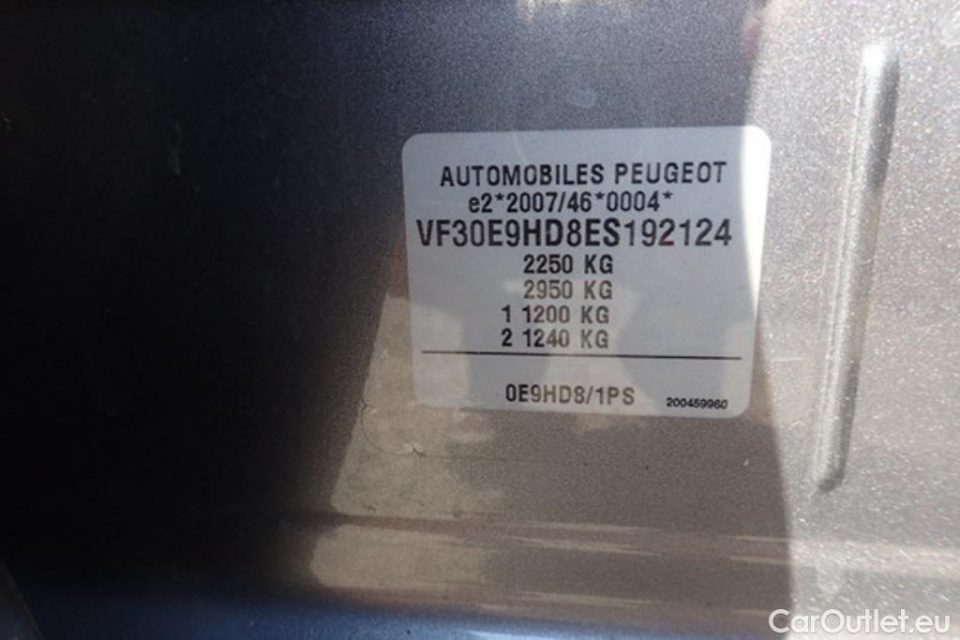 AUTOMOBILES PEUGEOT
e2*2007/46*0004*
VF30E9HD8ES192124
2250 KG
2950 KG
1 1200 KG
2 1240 KG
0E9HD8/1PS
200459960
CarOutlet.eu